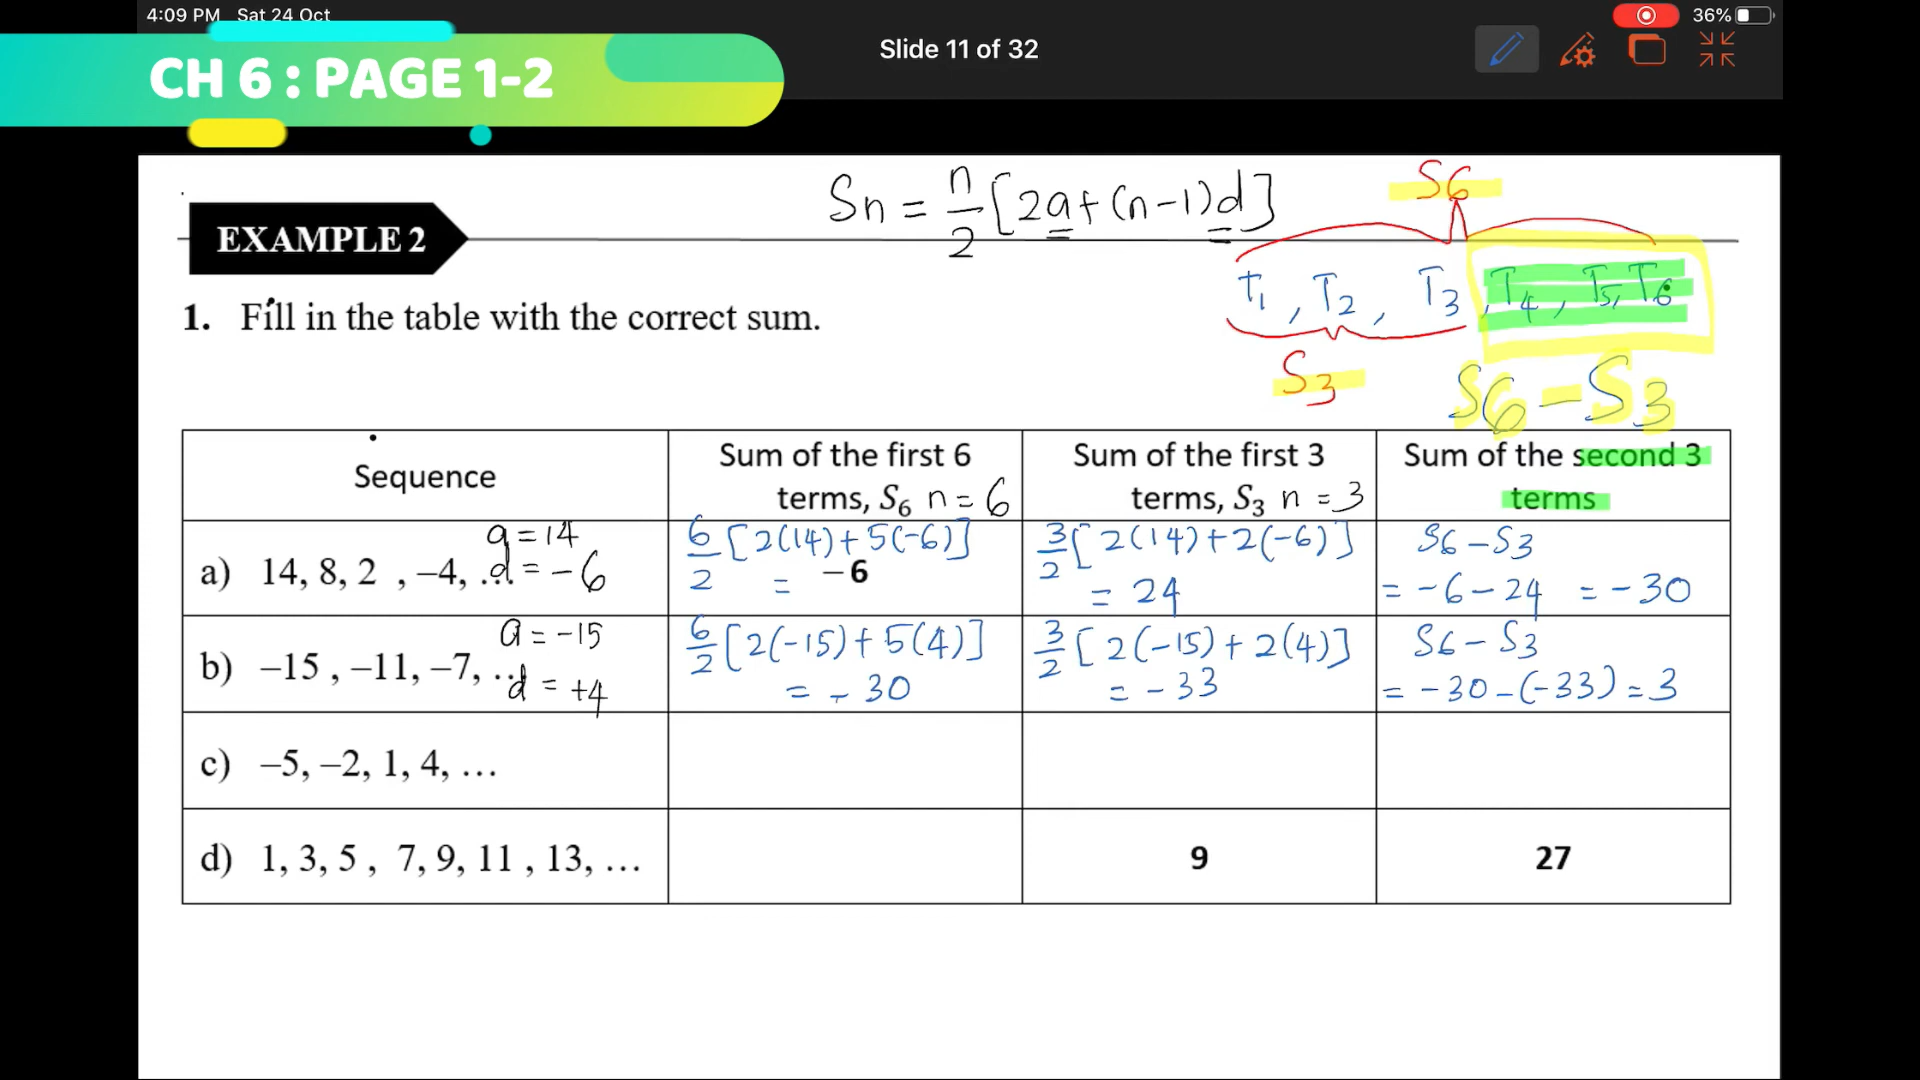 4:09 PM Sat 24 Oct
36%
Slide 11 of 32
CH 6 : PAGE 1-2
Sn = n/2 [2a+(n-1)d]
S6
EXAMPLE 2
T1, T2, T3, T4, T5, T6
1. Fill in the table with the correct sum.
S3
S6 - S3
Sequence
Sum of the first 6
terms, S6 n = 6
Sum of the first 3
terms, S3 n = 3
Sum of the second 3
terms
a) 14, 8, 2 , –4, …
a = 14
d = -6
6/2 [2(14)+5(-6)]
= –6
3/2 [2(14)+2(-6)]
= 24
S6-S3
= -6-24 = -30
b) –15 , –11, –7, …
a = -15
d = +4
6/2 [2(-15)+5(4)]
= - 30
3/2 [2(-15)+2(4)]
= -33
S6-S3
= -30-(-33) = 3
c) –5, –2, 1, 4, …
d) 1, 3, 5 , 7, 9, 11 , 13, …
9
27